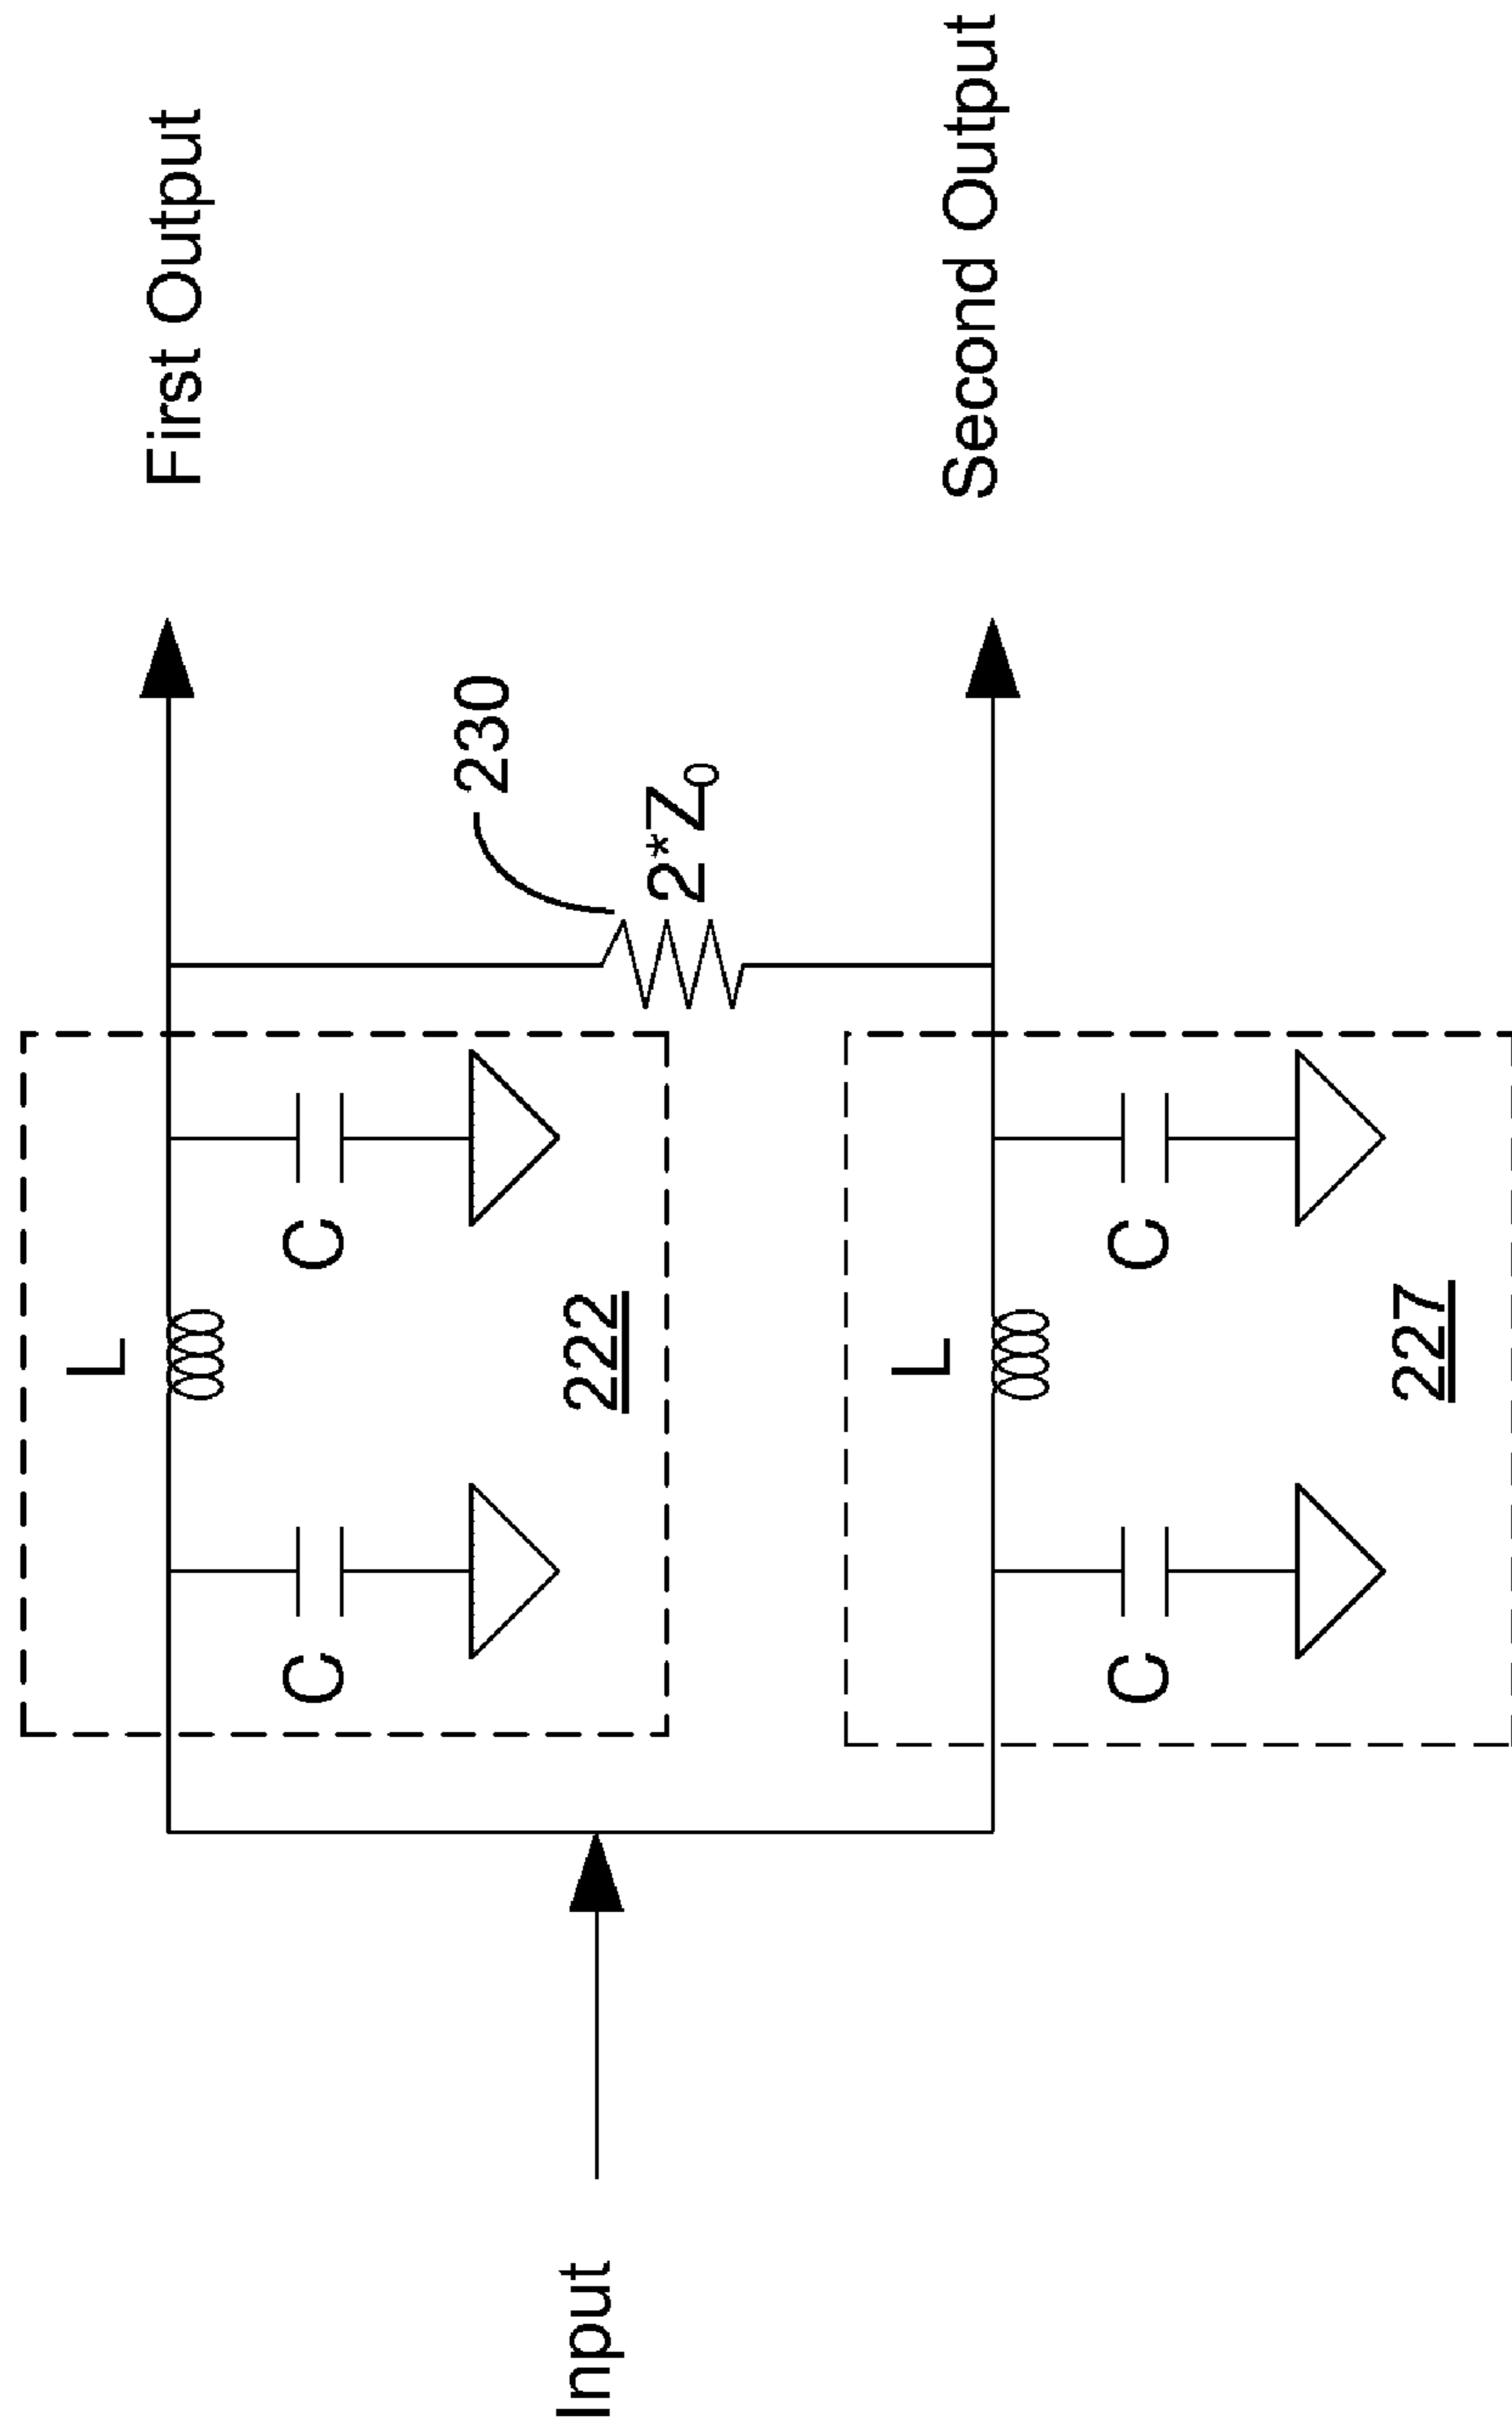 L
First Output
C
C
222
230
2*Z₀
Input
L
Second Output
C
C
227